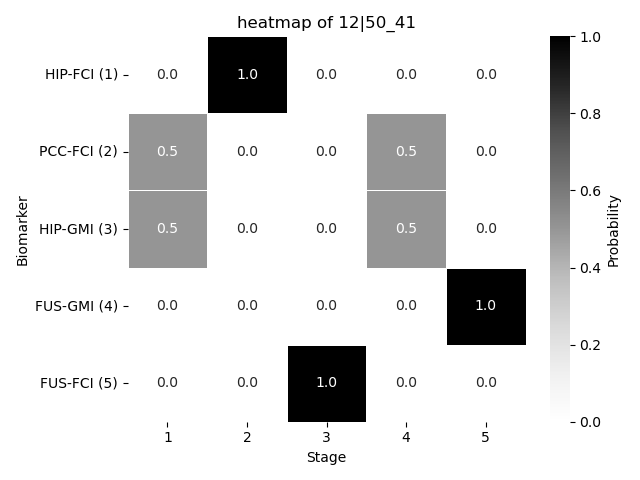 heatmap of 12|50_41
HIP-FCI (1) 0.0 1.0 0.0 0.0 0.0
PCC-FCI (2) 0.5 0.0 0.0 0.5 0.0
HIP-GMI (3) 0.5 0.0 0.0 0.5 0.0
FUS-GMI (4) 0.0 0.0 0.0 0.0 1.0
FUS-FCI (5) 0.0 0.0 1.0 0.0 0.0
1 2 3 4 5
Stage
Biomarker
1.0
0.8
0.6
0.4
0.2
0.0
Probability